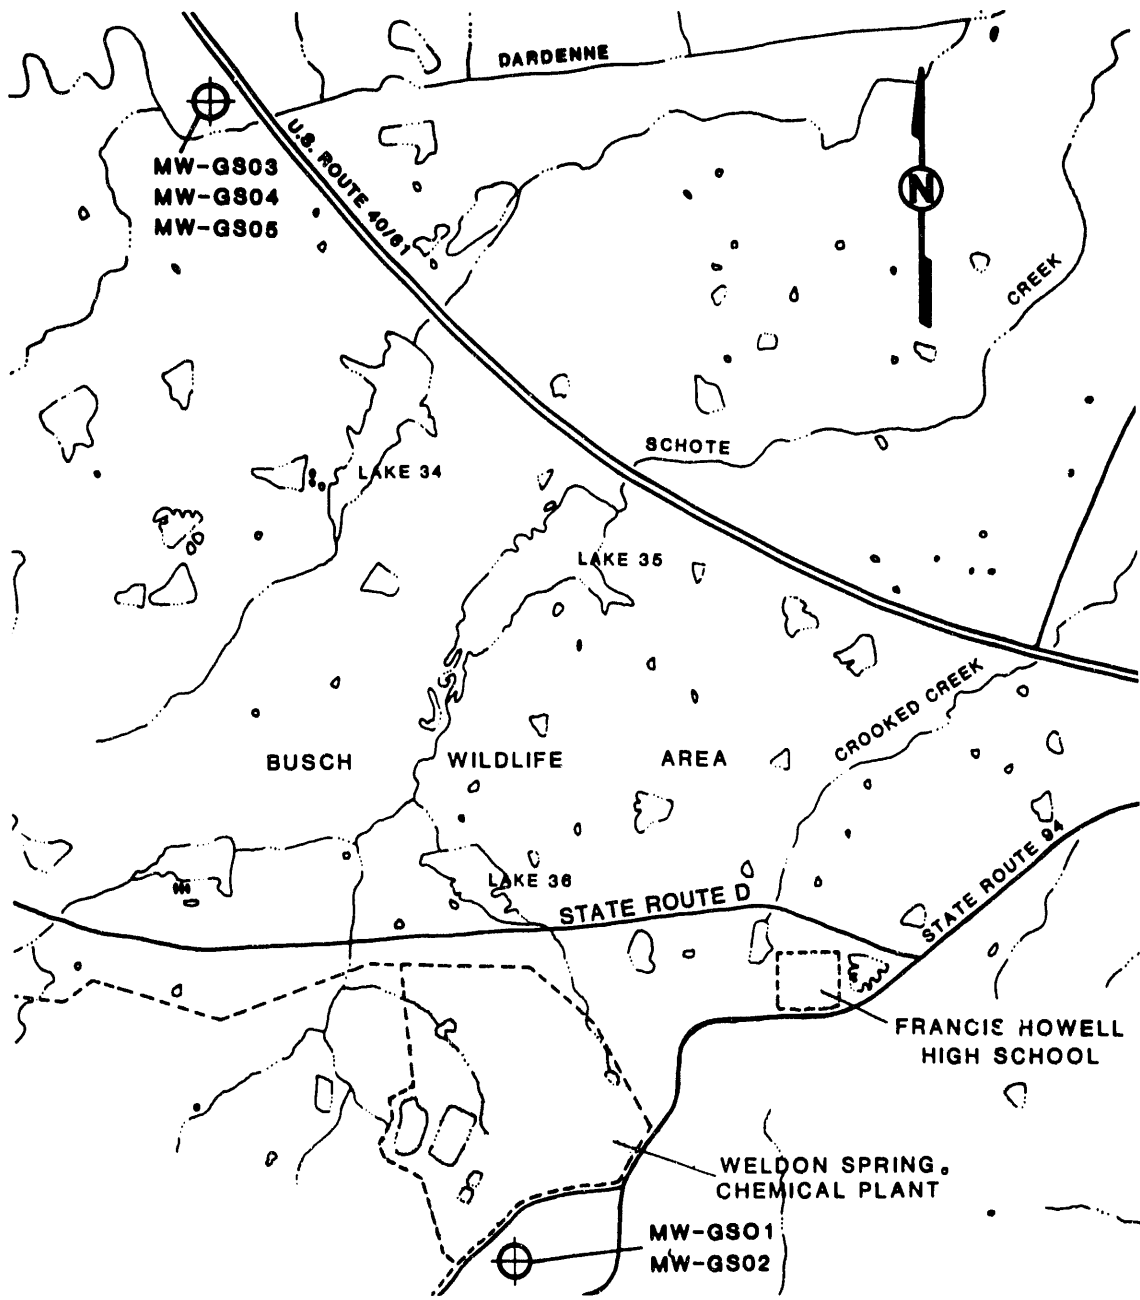 DARDENNE
U.S. ROUTE 40/61
MW-GS03
MW-GS04
MW-GS05
N
CREEK
SCHOTE
LAKE 34
LAKE 35
CROOKED CREEK
BUSCH WILDLIFE AREA
STATE ROUTE 94
LAKE 36
STATE ROUTE D
FRANCIS HOWELL
HIGH SCHOOL
WELDON SPRING
CHEMICAL PLANT
MW-GS01
MW-GS02